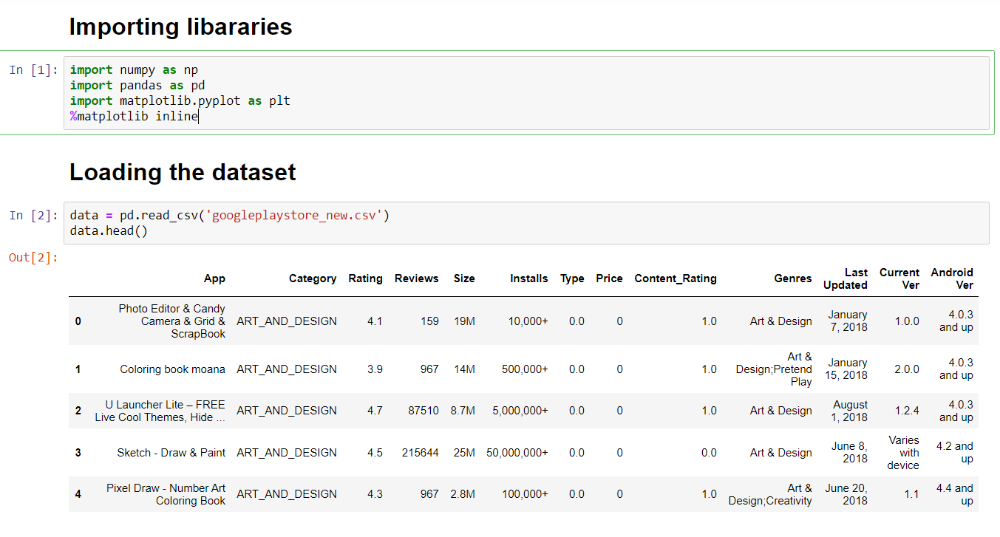 Importing libararies
In [1]: import numpy as np
import pandas as pd
import matplotlib.pyplot as plt
%matplotlib inline
Loading the dataset
In [2]: data = pd.read_csv('googleplaystore_new.csv')
data.head()
Out[2]:
App Category Rating Reviews Size Installs Type Price Content_Rating Genres Last Updated Current Ver Android Ver
0 Photo Editor & Candy Camera & Grid & ScrapBook ART_AND_DESIGN 4.1 159 19M 10,000+ 0.0 0 1.0 Art & Design January 7, 2018 1.0.0 4.0.3 and up
1 Coloring book moana ART_AND_DESIGN 3.9 967 14M 500,000+ 0.0 0 1.0 Art & Design;Pretend Play January 15, 2018 2.0.0 4.0.3 and up
2 U Launcher Lite – FREE Live Cool Themes, Hide ... ART_AND_DESIGN 4.7 87510 8.7M 5,000,000+ 0.0 0 1.0 Art & Design August 1, 2018 1.2.4 4.0.3 and up
3 Sketch - Draw & Paint ART_AND_DESIGN 4.5 215644 25M 50,000,000+ 0.0 0 0.0 Art & Design June 8, 2018 Varies with device 4.2 and up
4 Pixel Draw - Number Art Coloring Book ART_AND_DESIGN 4.3 967 2.8M 100,000+ 0.0 0 1.0 Art & Design;Creativity June 20, 2018 1.1 4.4 and up